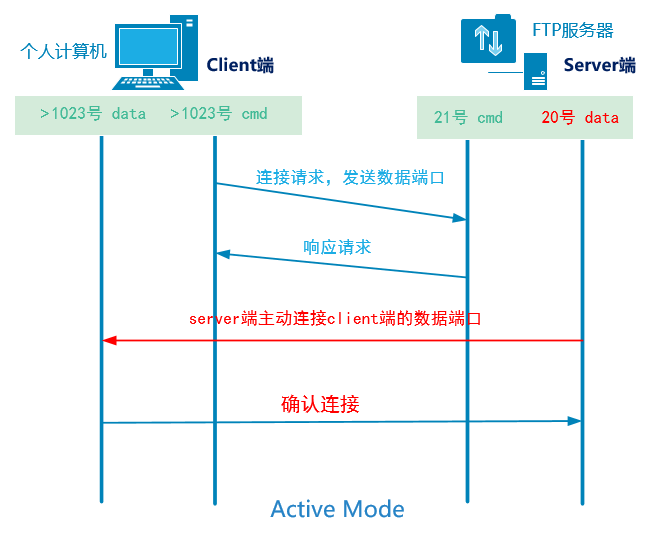 个人计算机
Client端
FTP服务器
Server端
>1023号 data
>1023号 cmd
21号 cmd
20号 data
连接请求，发送数据端口
响应请求
server端主动连接client端的数据端口
确认连接
Active Mode